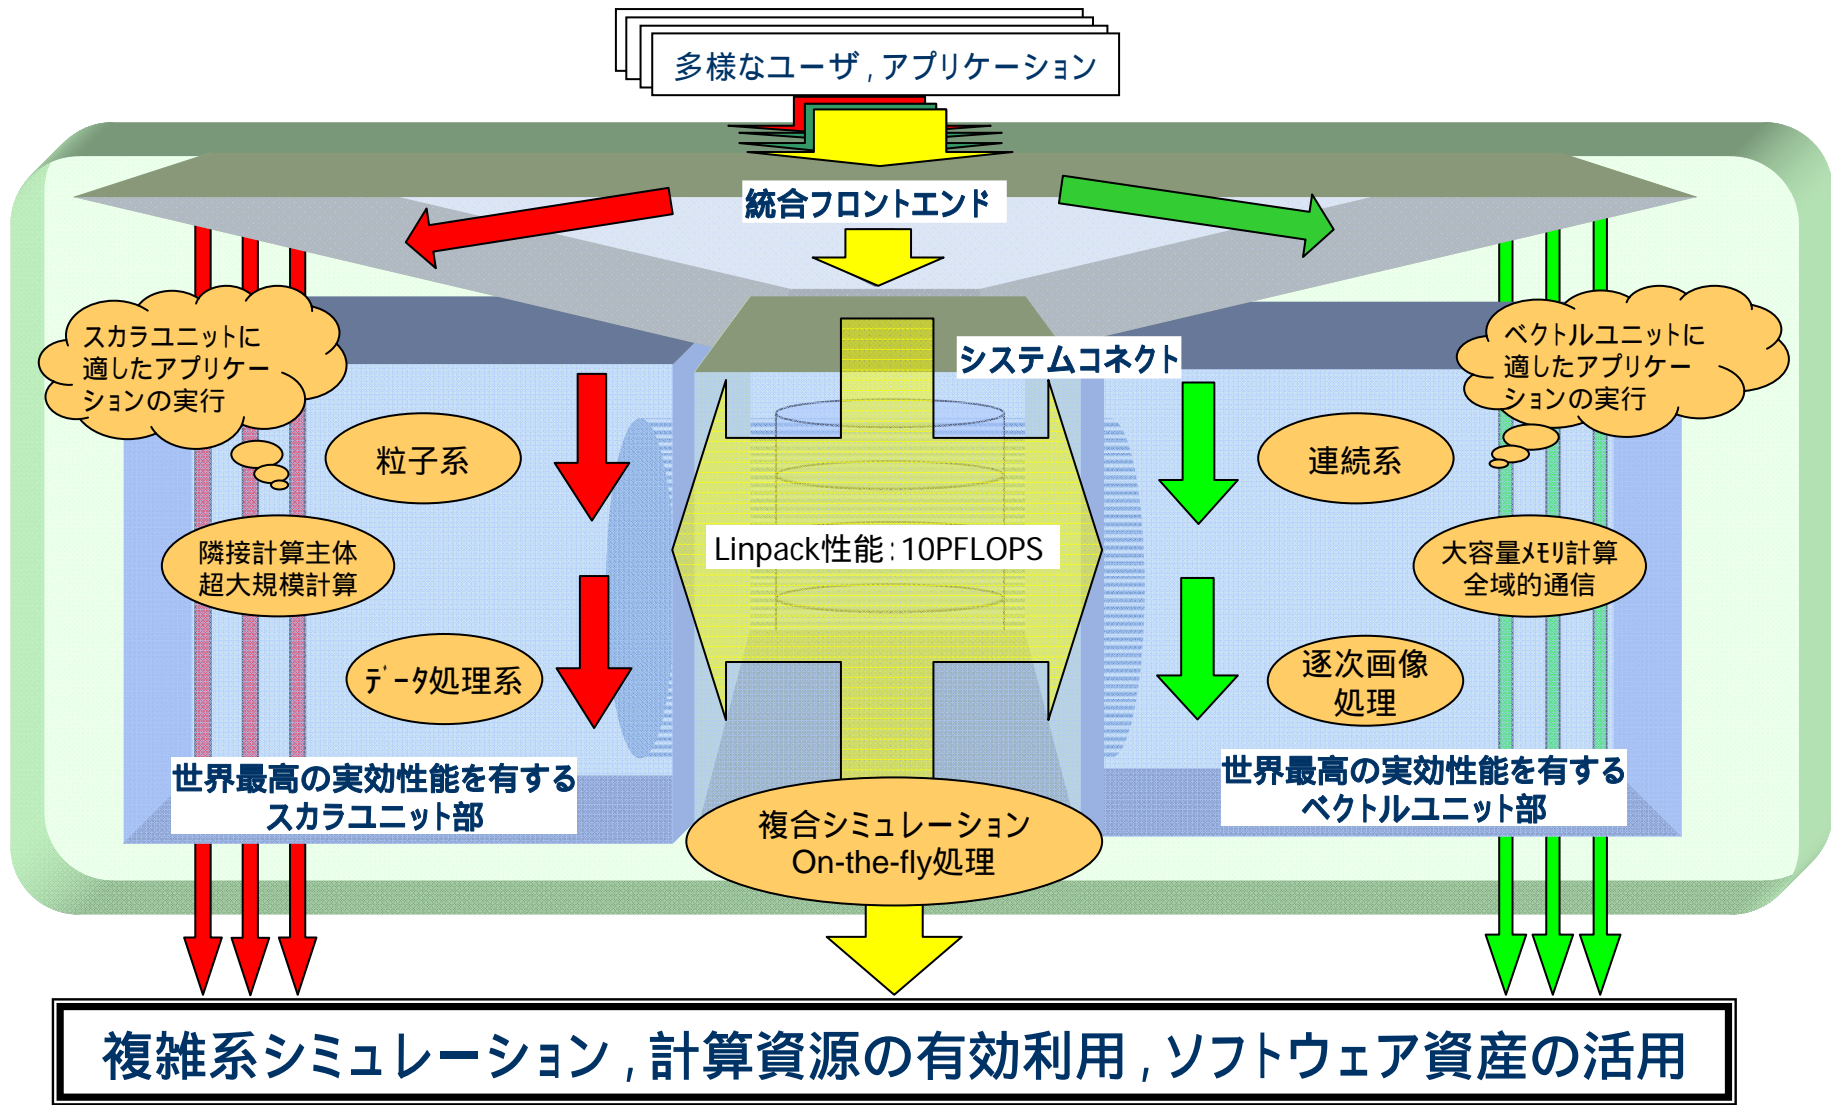 多様なユーザ,アプリケーション
統合フロントエンド
システムコネクト
スカラユニットに
適したアプリケー
ションの実行
粒子系
隣接計算主体
超大規模計算
データ処理系
世界最高の実効性能を有する
スカラユニット部
Linpack性能:10PFLOPS
複合シミュレーション
On-the-fly処理
ベクトルユニットに
適したアプリケー
ションの実行
連続系
大容量メモリ計算
全域的通信
逐次画像
処理
世界最高の実効性能を有する
ベクトルユニット部
複雑系シミュレーション,計算資源の有効利用,ソフトウェア資産の活用